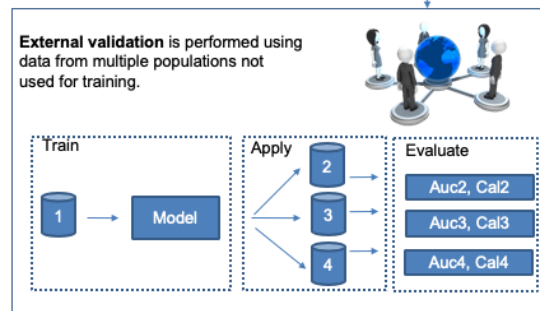 External validation is performed using
data from multiple populations not
used for training.
Train
Apply
Evaluate
1
Model
2
3
4
Auc2, Cal2
Auc3, Cal3
Auc4, Cal4